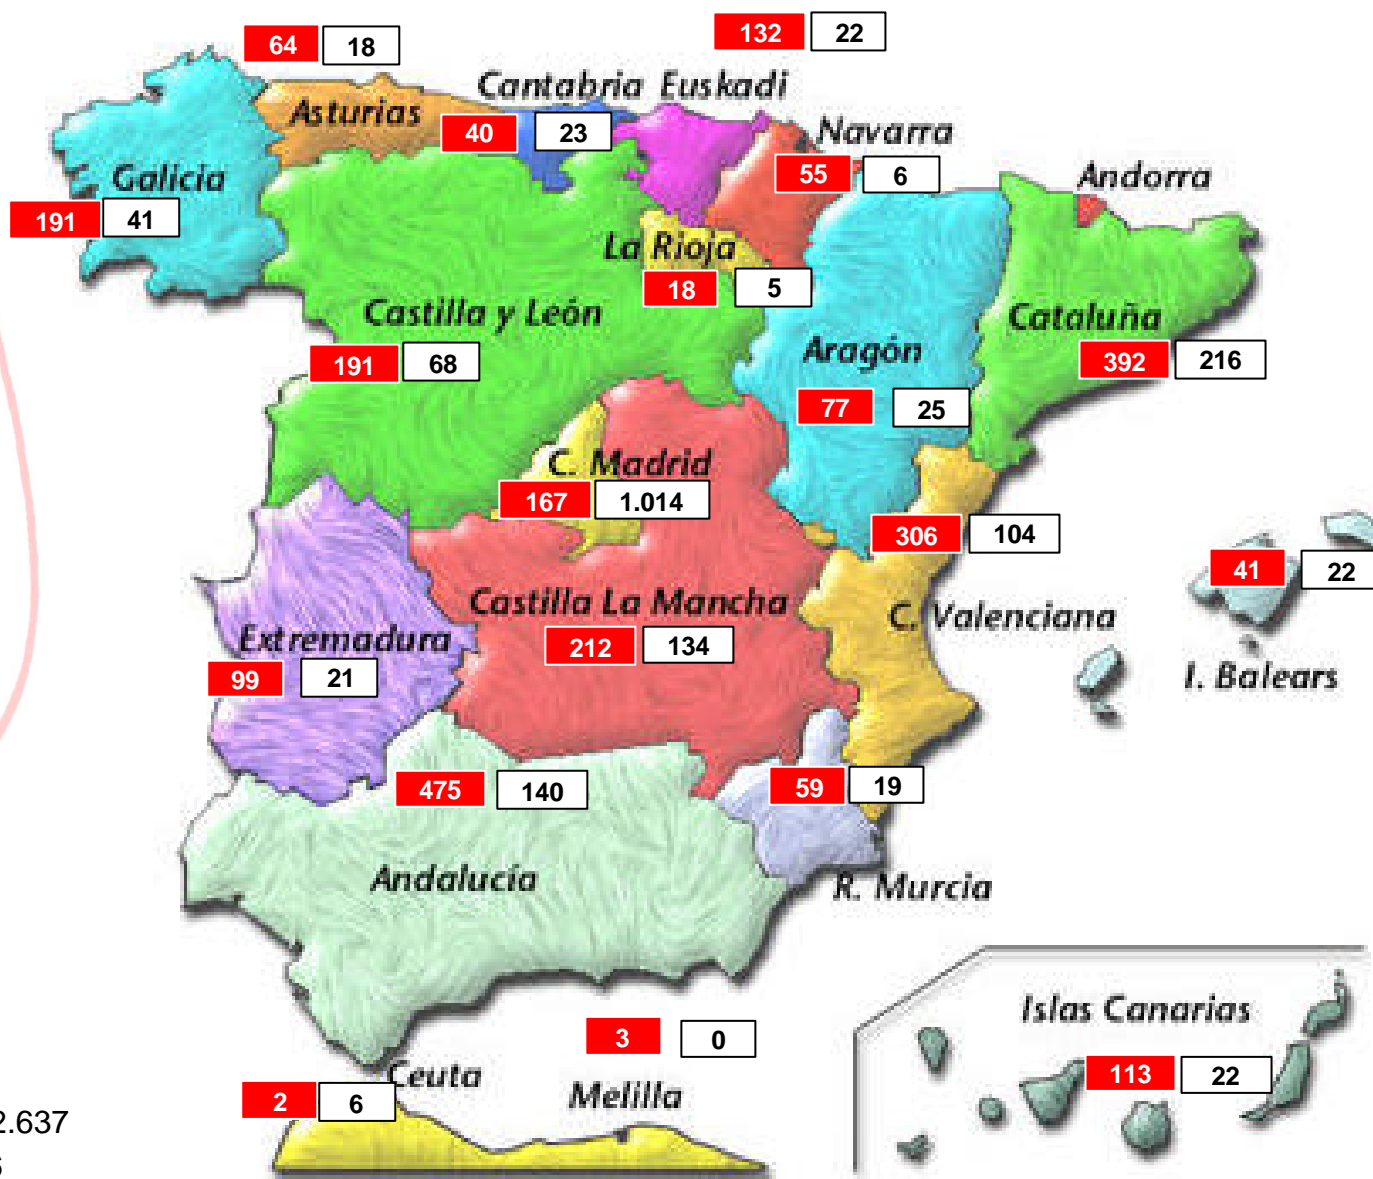 64 18
132 22
Cantabria Euskadi
Asturias
40 23
Navarra
55 6
Andorra
Galicia
191 41
La Rioja
18 5
Castilla y León
191 68
Cataluña
392 216
Aragón
77 25
C. Madrid
167 1.014
306 104
41 22
Castilla La Mancha
212 134
C. Valenciana
Extremadura
99 21
I. Balears
475 140
59 19
Andalucía
R. Murcia
Islas Canarias
3 0
113 22
Ceuta
2 6
Melilla
2.637